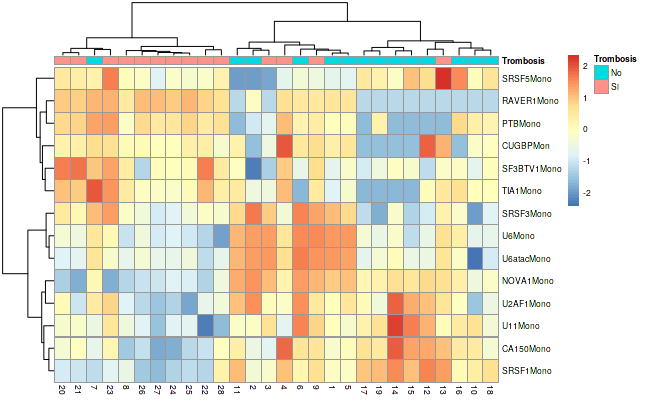 Trombosis
SRSF5Mono
RAVER1Mono
PTBMono
CUGBPMon
SF3BTV1Mono
TIA1Mono
SRSF3Mono
U6Mono
U6atacMono
NOVA1Mono
U2AF1Mono
U11Mono
CA150Mono
SRSF1Mono
20 21 7 23 8 26 27 24 25 22 28 11 2 3 4 6 9 1 5 17 19 14 15 12 13 16 10 18
2
1
0
-1
-2
Trombosis
No
SI